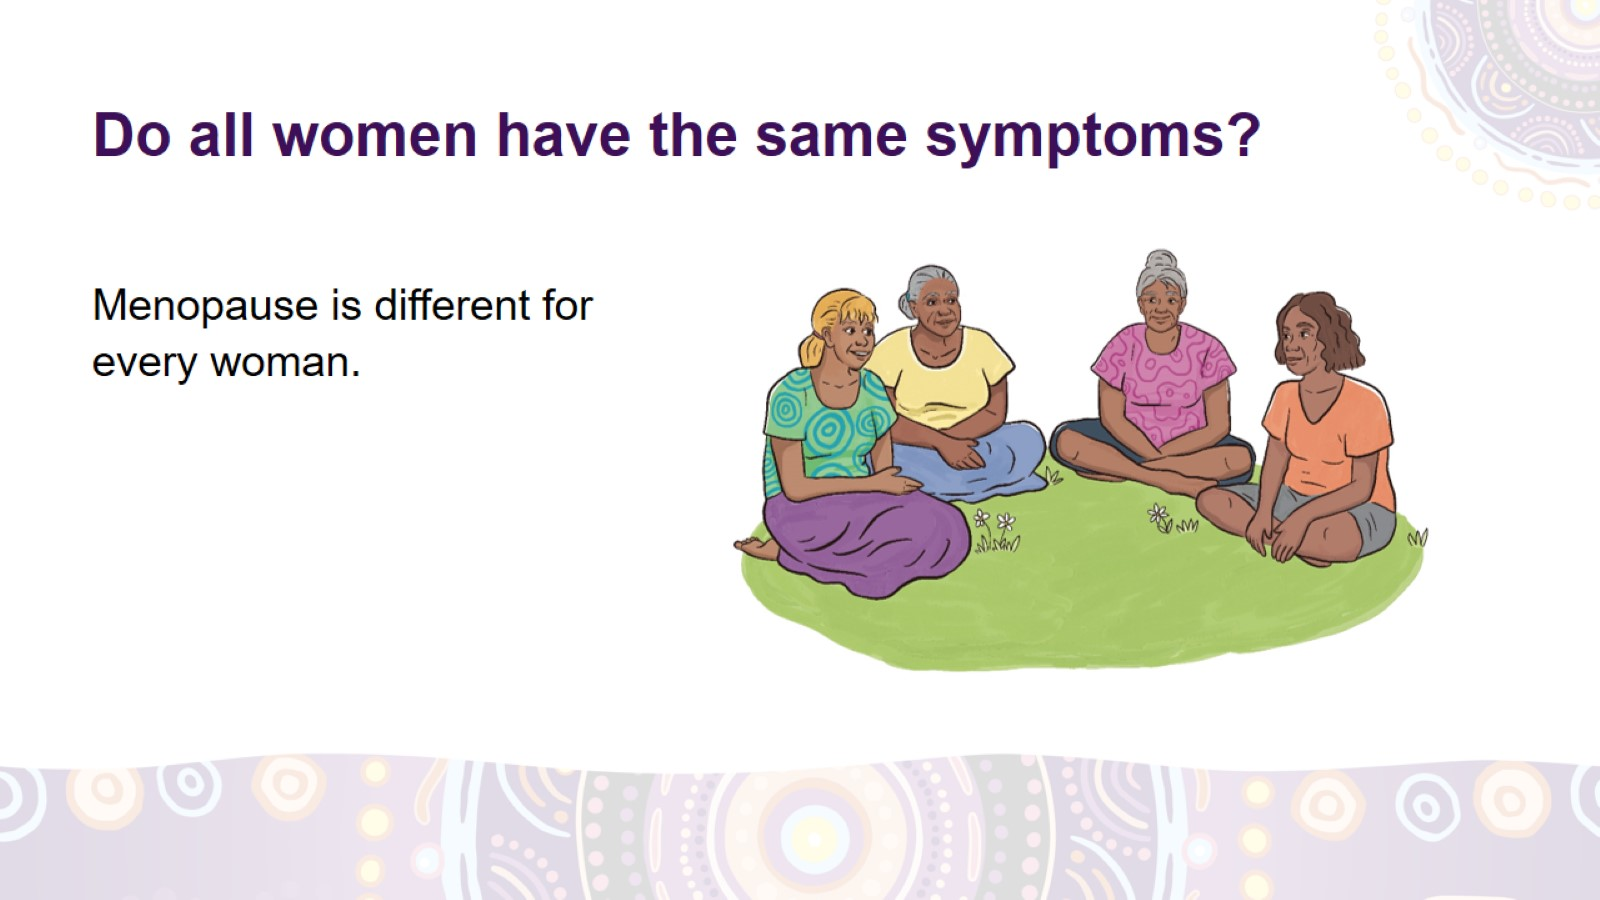 Do all women have the same symptoms?
Menopause is different for
every woman.